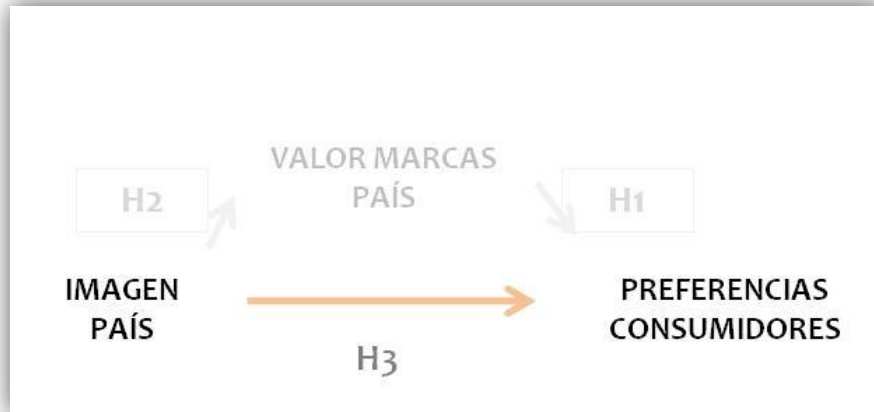 VALOR MARCAS
PAÍS
H2
H1
IMAGEN
PAÍS
PREFERENCIAS
CONSUMIDORES
H3